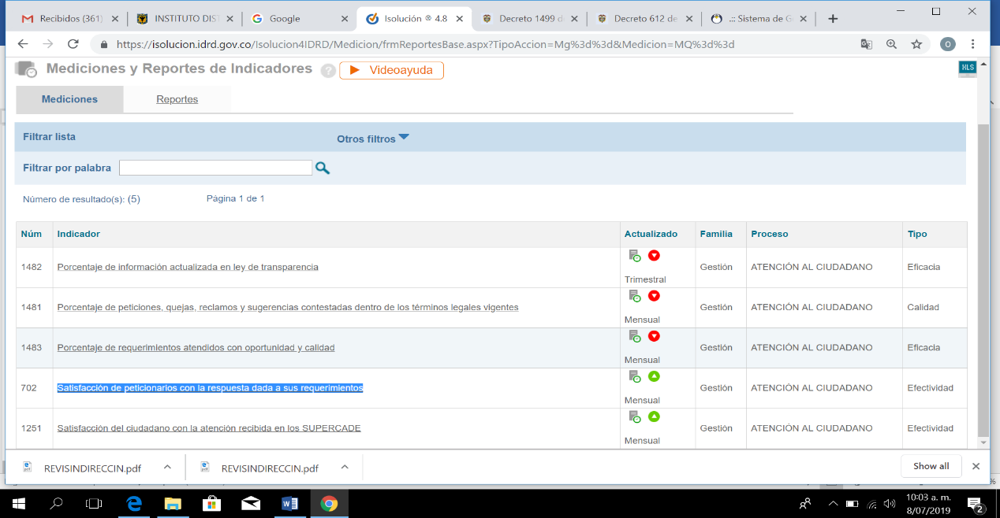 Recibidos (361)
INSTITUTO DIST
Google
Isolución ® 4.8
Decreto 1499 d
Decreto 612 de
.:: Sistema de G
https://isolucion.idrd.gov.co/Isolucion4IDRD/Medicion/frmReportesBase.aspx?TipoAccion=Mg%3d%3d&Medicion=MQ%3d%3d
O
Mediciones y Reportes de Indicadores ? Videoayuda
HLS
Mediciones Reportes
Filtrar lista Otros filtros
Filtrar por palabra
Número de resultado(s): (5) Página 1 de 1
Núm Indicador Actualizado Familia Proceso Tipo
1482 Porcentaje de información actualizada en ley de transparencia Trimestral Gestión ATENCIÓN AL CIUDADANO Eficacia
1481 Porcentaje de peticiones, quejas, reclamos y sugerencias contestadas dentro de los términos legales vigentes Mensual Gestión ATENCIÓN AL CIUDADANO Calidad
1483 Porcentaje de requerimientos atendidos con oportunidad y calidad Mensual Gestión ATENCIÓN AL CIUDADANO Eficacia
702 Satisfacción de peticionarios con la respuesta dada a sus requerimientos Mensual Gestión ATENCIÓN AL CIUDADANO Efectividad
1251 Satisfacción del ciudadano con la atención recibida en los SUPERCADE Mensual Gestión ATENCIÓN AL CIUDADANO Efectividad
REVISINDIRECCIN.pdf REVISINDIRECCIN.pdf Show all
10:03 a. m.
8/07/2019
2